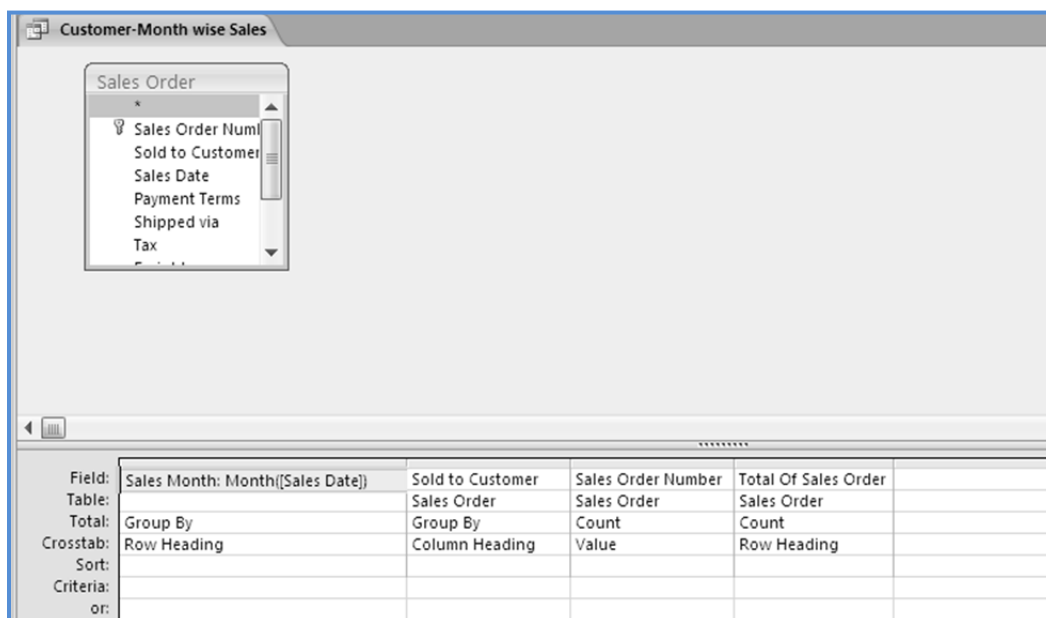 Customer-Month wise Sales
Sales Order
*
Sales Order Numl
Sold to Customer
Sales Date
Payment Terms
Shipped via
Tax
Field: Sales Month: Month([Sales Date]) Sold to Customer Sales Order Number Total Of Sales Order
Table: Sales Order Sales Order Sales Order
Total: Group By Group By Count Count
Crosstab: Row Heading Column Heading Value Row Heading
Sort:
Criteria:
or: